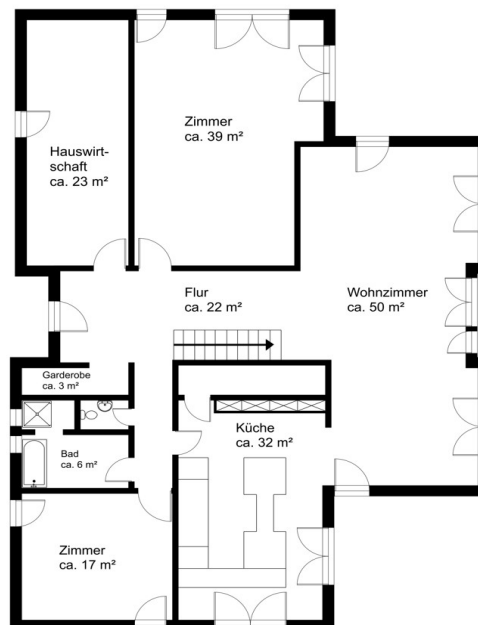 Zimmer
ca. 39 m²
Hauswirt-
schaft
ca. 23 m²
Flur
ca. 22 m²
Wohnzimmer
ca. 50 m²
Garderobe
ca. 3 m²
Küche
ca. 32 m²
Bad
ca. 6 m²
Zimmer
ca. 17 m²